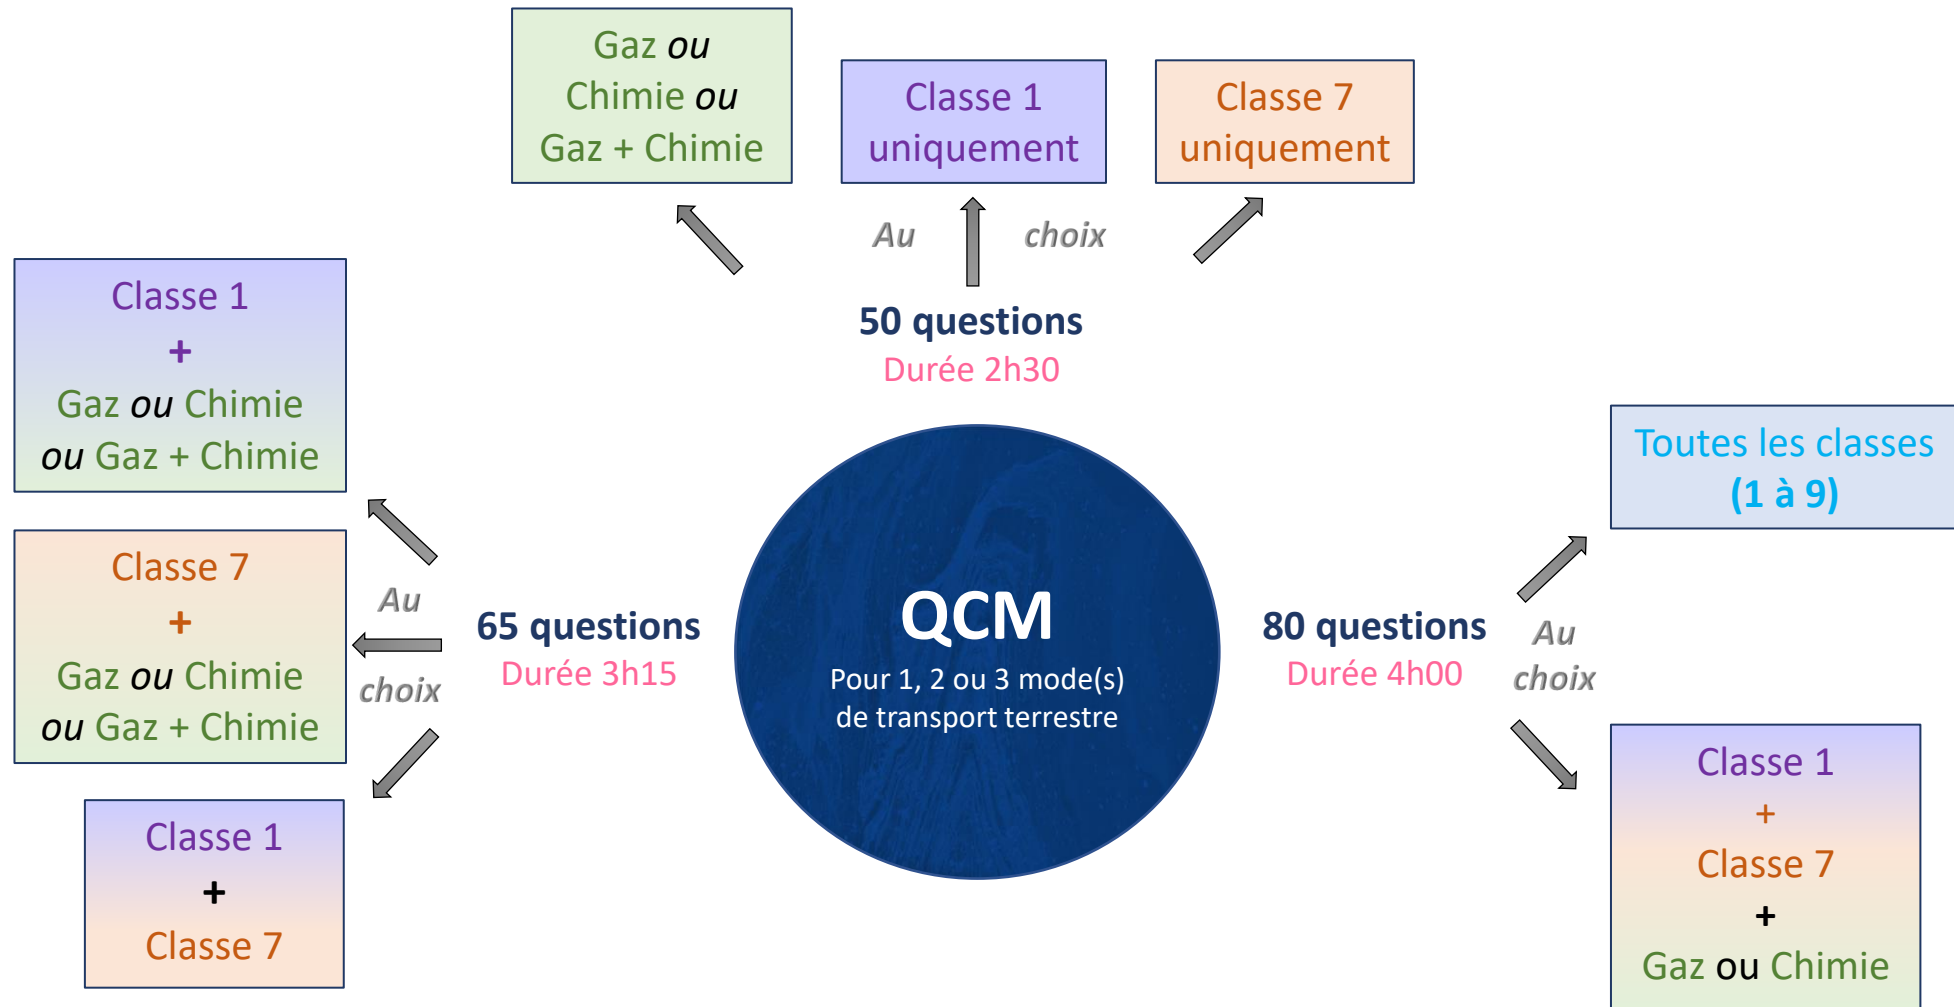 Gaz ou
Chimie ou
Gaz + Chimie
Classe 1
uniquement
Classe 7
uniquement
Au choix
50 questions
Durée 2h30
Classe 1
+
Gaz ou Chimie
ou Gaz + Chimie
Classe 7
+
Gaz ou Chimie
ou Gaz + Chimie
Classe 1
+
Classe 7
Au
choix
65 questions
Durée 3h15
QCM
Pour 1, 2 ou 3 mode(s)
de transport terrestre
80 questions
Durée 4h00
Au
choix
Toutes les classes
(1 à 9)
Classe 1
+
Classe 7
+
Gaz ou Chimie